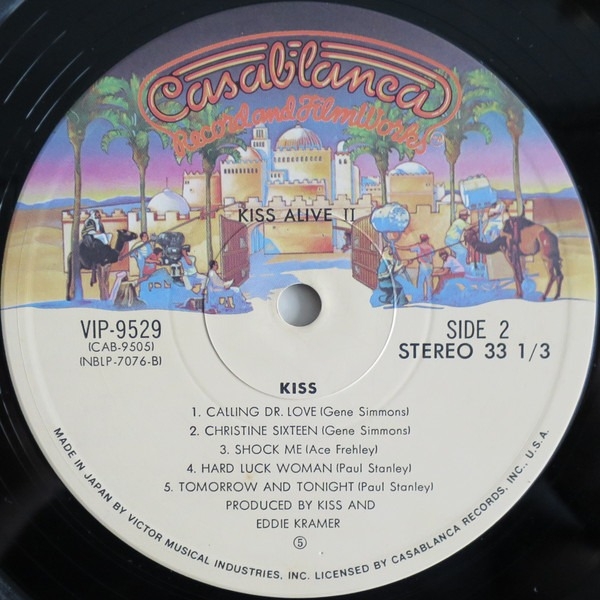 Casablanca
Record and FilmWorks
KISS ALIVE II
VIP-9529
(CAB-9505)
(NBLP-7076-B)
SIDE 2
STEREO 33 1/3
KISS
1. CALLING DR. LOVE (Gene Simmons)
2. CHRISTINE SIXTEEN (Gene Simmons)
3. SHOCK ME (Ace Frehley)
4. HARD LUCK WOMAN (Paul Stanley)
5. TOMORROW AND TONIGHT (Paul Stanley)
PRODUCED BY KISS AND
EDDIE KRAMER
⑤
MADE IN JAPAN BY VICTOR MUSICAL INDUSTRIES, INC. LICENSED BY CASABLANCA RECORDS, INC., U.S.A.